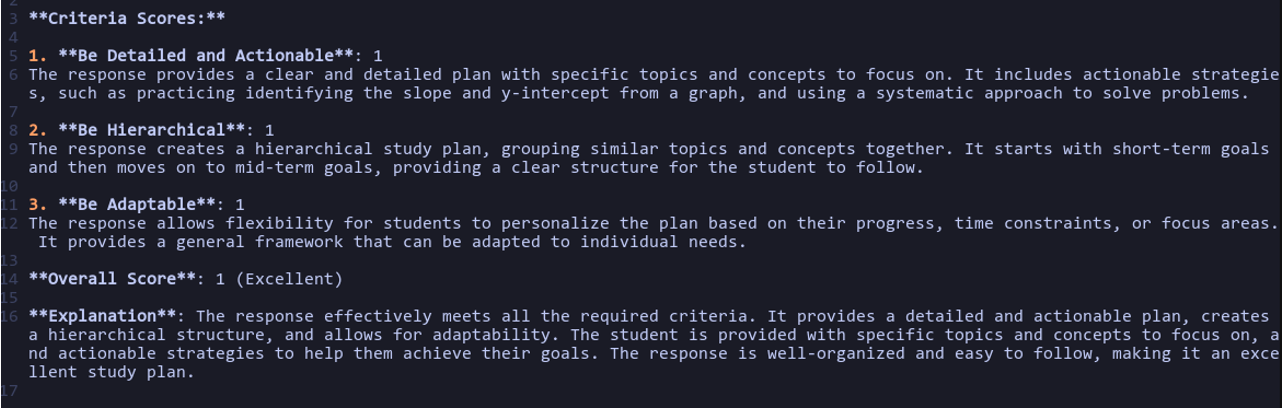 2
3 **Criteria Scores:**
4
5 1. **Be Detailed and Actionable**: 1
6 The response provides a clear and detailed plan with specific topics and concepts to focus on. It includes actionable strategie
s, such as practicing identifying the slope and y-intercept from a graph, and using a systematic approach to solve problems.
7
8 2. **Be Hierarchical**: 1
9 The response creates a hierarchical study plan, grouping similar topics and concepts together. It starts with short-term goals
and then moves on to mid-term goals, providing a clear structure for the student to follow.
10
11 3. **Be Adaptable**: 1
12 The response allows flexibility for students to personalize the plan based on their progress, time constraints, or focus areas.
It provides a general framework that can be adapted to individual needs.
13
14 **Overall Score**: 1 (Excellent)
15
16 **Explanation**: The response effectively meets all the required criteria. It provides a detailed and actionable plan, creates
a hierarchical structure, and allows for adaptability. The student is provided with specific topics and concepts to focus on, a
nd actionable strategies to help them achieve their goals. The response is well-organized and easy to follow, making it an exce
llent study plan.
17